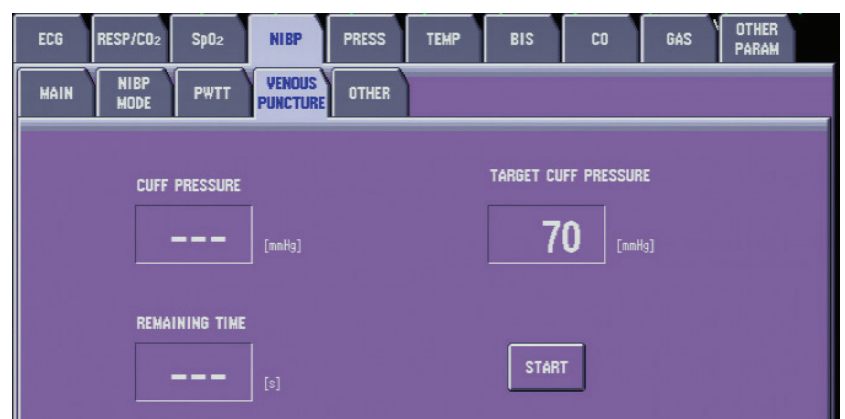 ECG RESP/CO2 SpO2 NIBP PRESS TEMP BIS CO GAS OTHER PARAM
MAIN NIBP MODE PWTT VENOUS PUNCTURE OTHER
CUFF PRESSURE TARGET CUFF PRESSURE
--- [mmHg] 70 [mmHg]
REMAINING TIME
--- [s] START